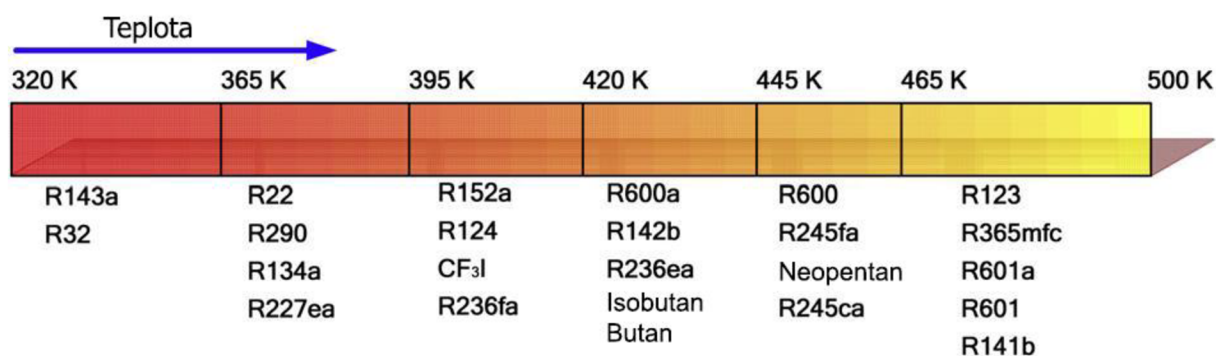 Teplota
320 K 365 K 395 K 420 K 445 K 465 K 500 K
R143a
R32
R22
R290
R134a
R227ea
R152a
R124
CF₃I
R236fa
R600a
R142b
R236ea
Isobutan
Butan
R600
R245fa
Neopentan
R245ca
R123
R365mfc
R601a
R601
R141b